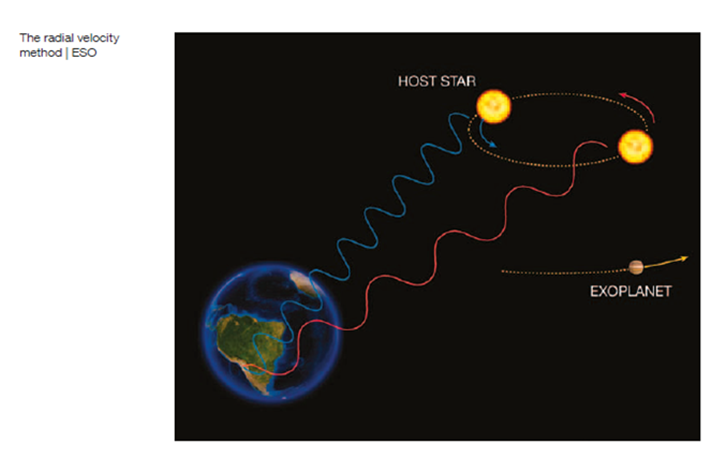 The radial velocity
method | ESO
HOST STAR
EXOPLANET